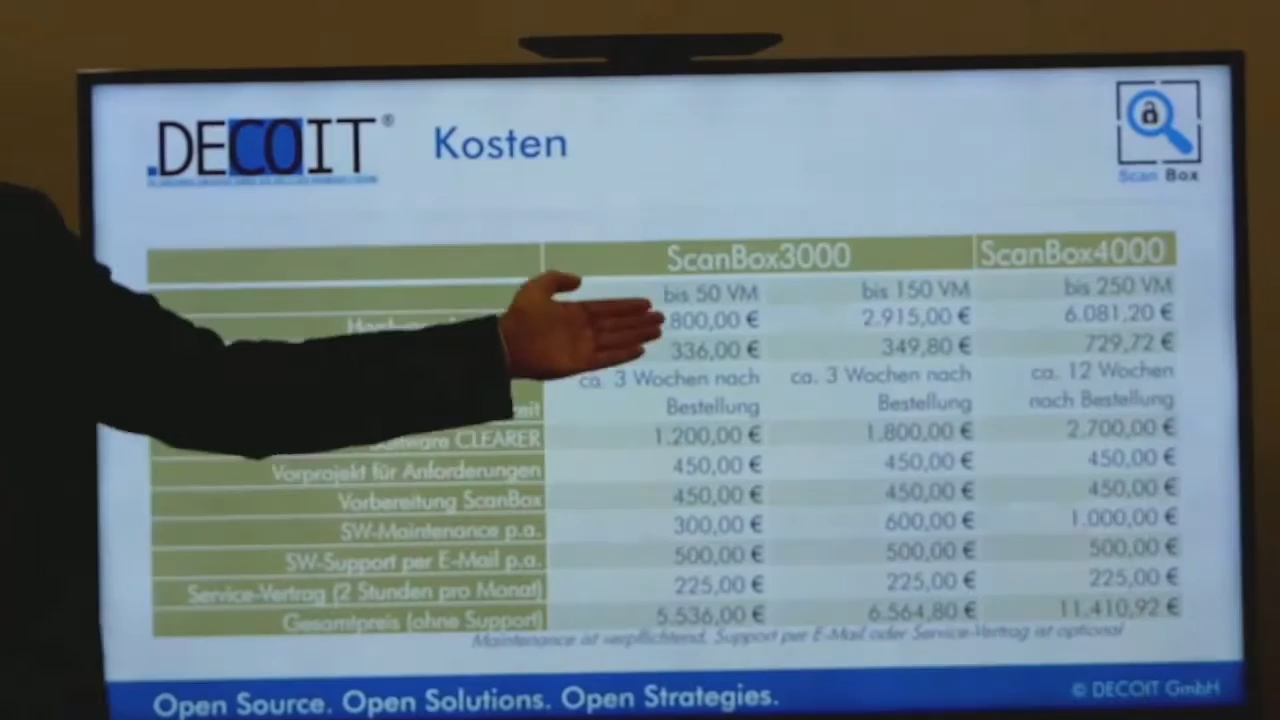 .DECOIT®
Kosten
Scan Box
ScanBox3000 ScanBox4000
bis 50 VM bis 150 VM bis 250 VM
800,00 € 2.915,00 € 6.081,20 €
336,00 € 349,80 € 729,72 €
ca. 3 Wochen nach ca. 3 Wochen nach ca. 12 Wochen
Bestellung Bestellung nach Bestellung
CLEARER 1.200,00 € 1.800,00 € 2.700,00 €
Vorprojekt für Anforderungen 450,00 € 450,00 € 450,00 €
Vorbereitung ScanBox 450,00 € 450,00 € 450,00 €
SW-Maintenance p.a. 300,00 € 600,00 € 1.000,00 €
SW-Support per E-Mail p.a. 500,00 € 500,00 € 500,00 €
Service-Vertrag (2 Stunden pro Monat) 225,00 € 225,00 € 225,00 €
Gesamtpreis (ohne Support) 5.536,00 € 6.564,80 € 11.410,92 €
Maintenance ist verpflichtend. Support per E-Mail oder Service-Vertrag ist optional
Open Source. Open Solutions. Open Strategies.
© DECOIT GmbH